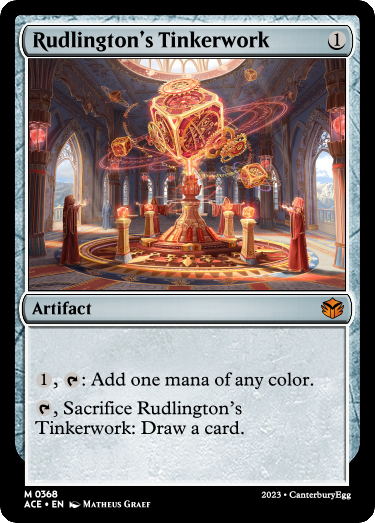 Rudlington's Tinkerwork 1
Artifact
1, : Add one mana of any color.
, Sacrifice Rudlington's
Tinkerwork: Draw a card.
M 0368
ACE • EN Matheus Graef
2023 • CanterburyEgg